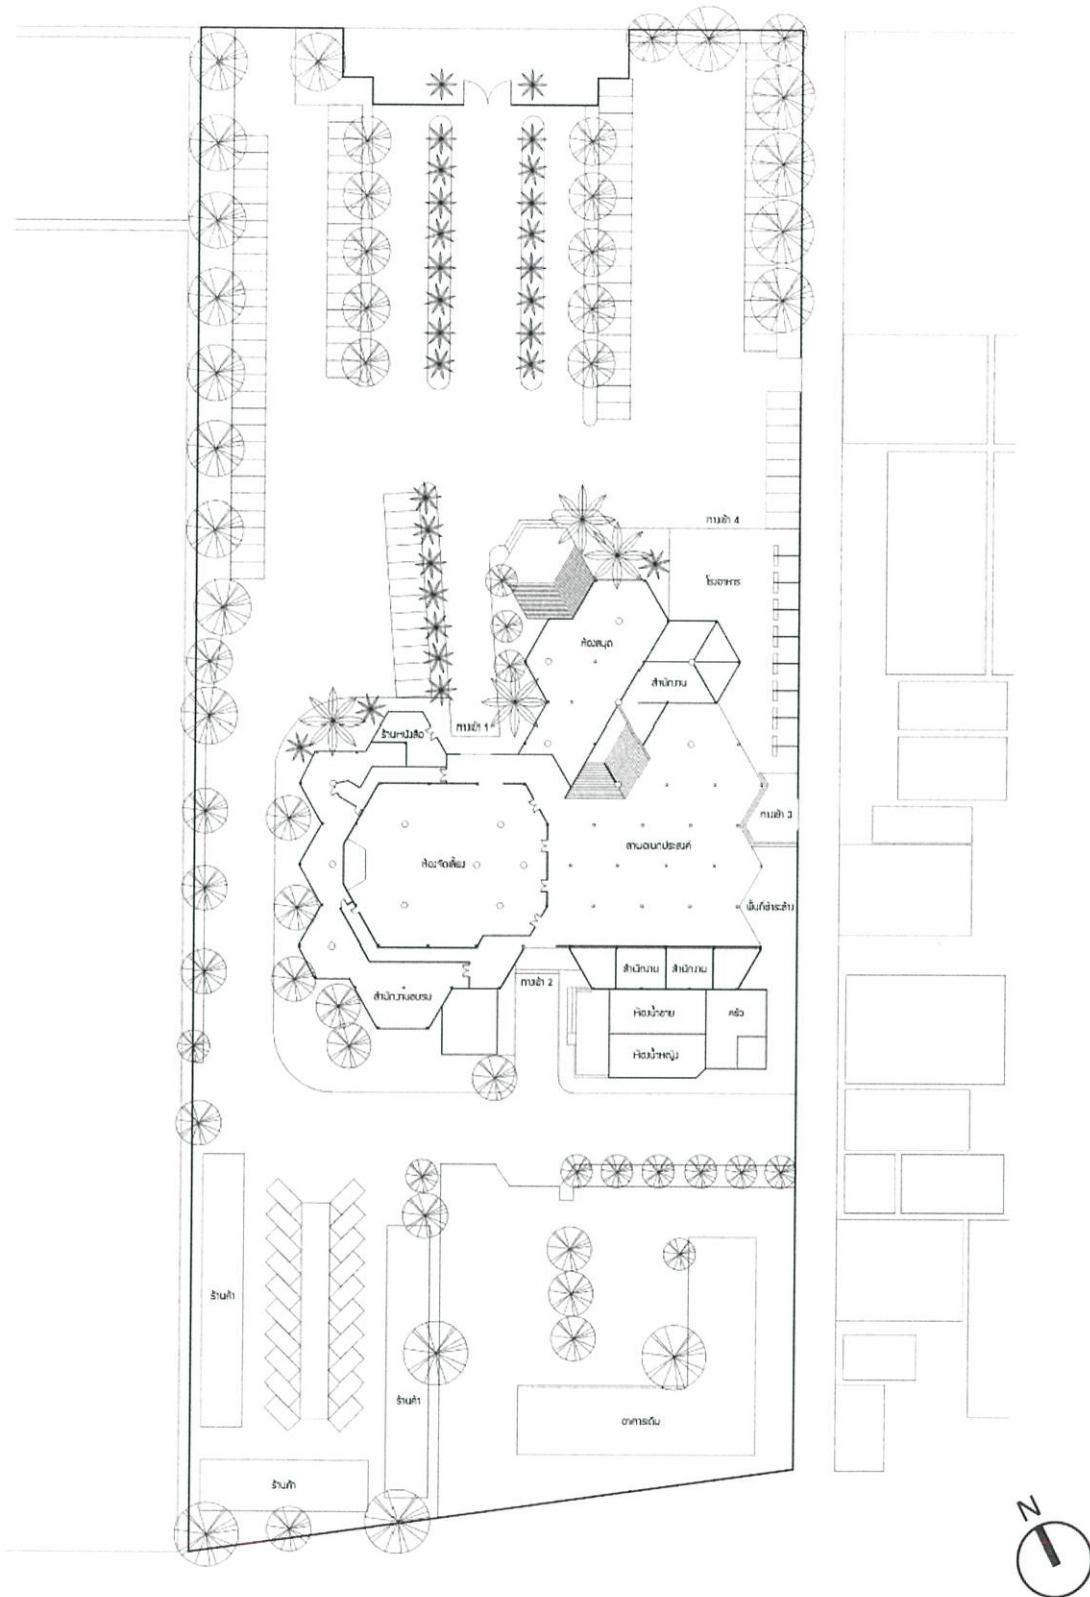 ทางเข้า 4
โรงอาหาร
ห้องสมุด
สำนักงาน
ทางเข้า 1
ร้านหนังสือ
ทางเข้า 3
ลานอเนกประสงค์
ห้องจัดเลี้ยง
พื้นที่ชำระล้าง
สำนักงาน
สำนักงาน
ทางเข้า 2
สำนักงานอบรม
ห้องน้ำชาย
ครัว
ห้องน้ำหญิง
ร้านค้า
ร้านค้า
อาคารเดิม
ร้านค้า
N